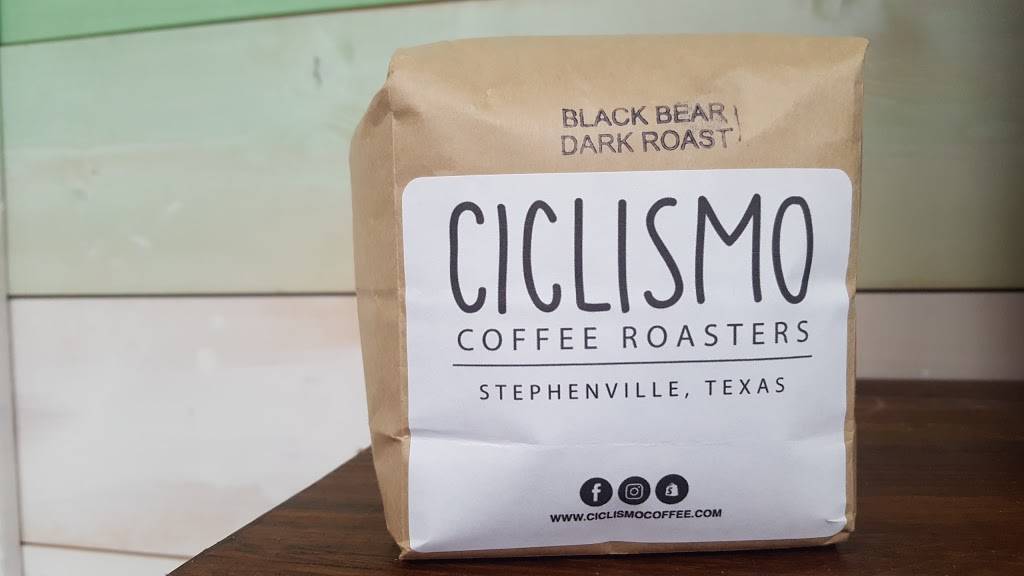 BLACK BEAR
DARK ROAST
CICLISMO
COFFEE ROASTERS
STEPHENVILLE, TEXAS
WWW.CICLISMOCOFFEE.COM